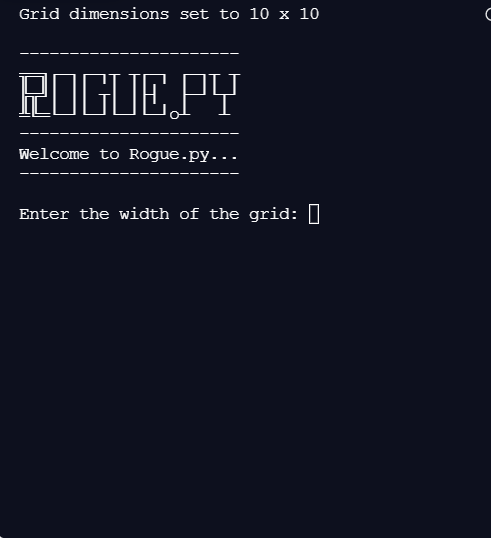 Grid dimensions set to 10 x 10
----------------------
ROGUE.PY
----------------------
Welcome to Rogue.py...
----------------------
Enter the width of the grid: